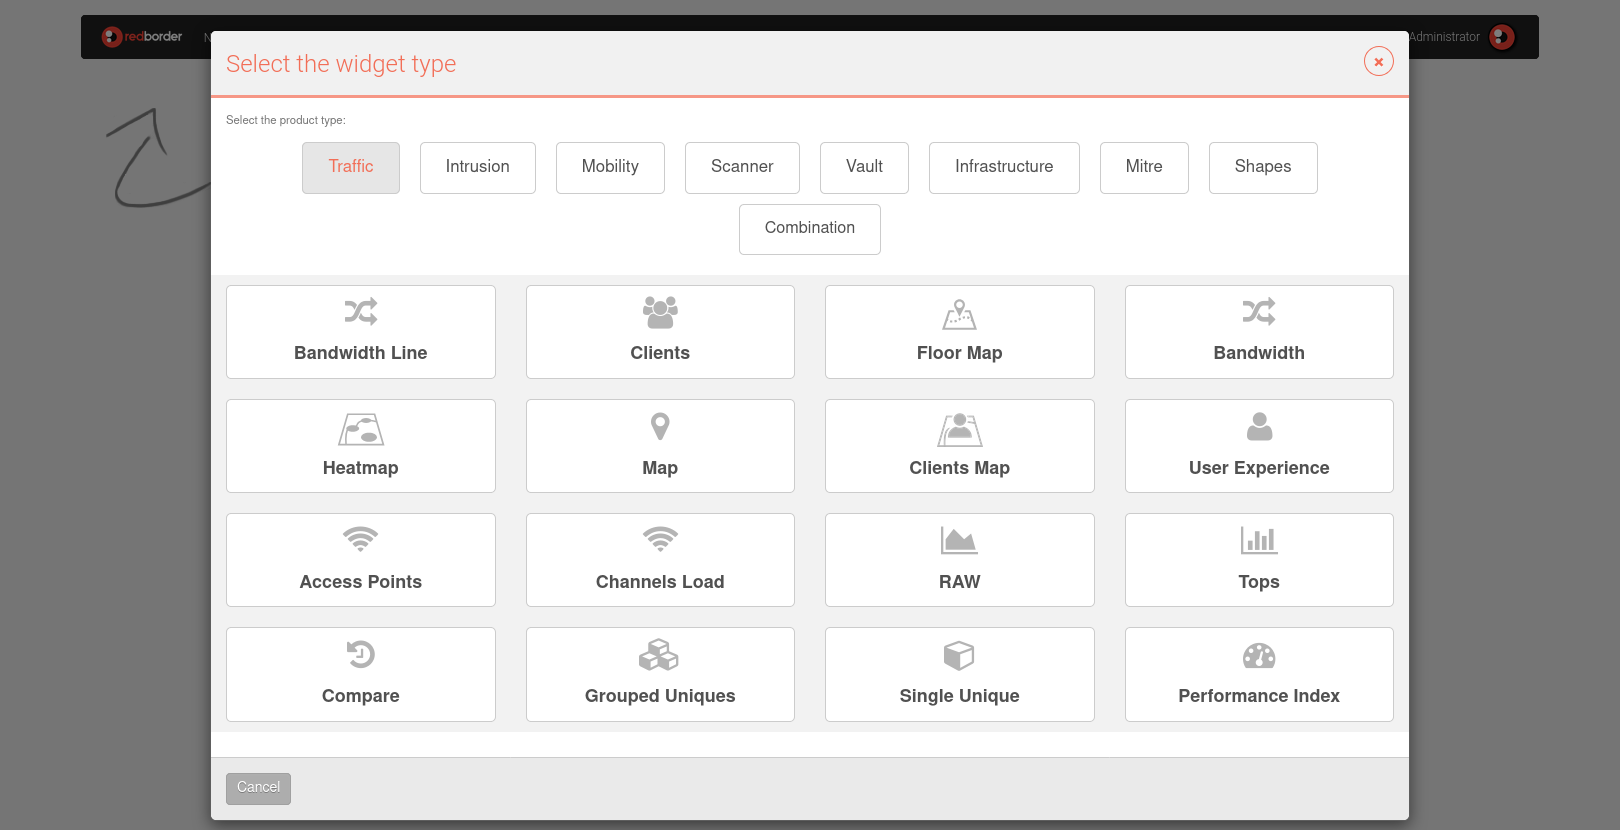 redborder
Administrator
Select the widget type
Select the product type:
Traffic Intrusion Mobility Scanner Vault Infrastructure Mitre Shapes
Combination
Bandwidth Line Clients Floor Map Bandwidth
Heatmap Map Clients Map User Experience
Access Points Channels Load RAW Tops
Compare Grouped Uniques Single Unique Performance Index
Cancel